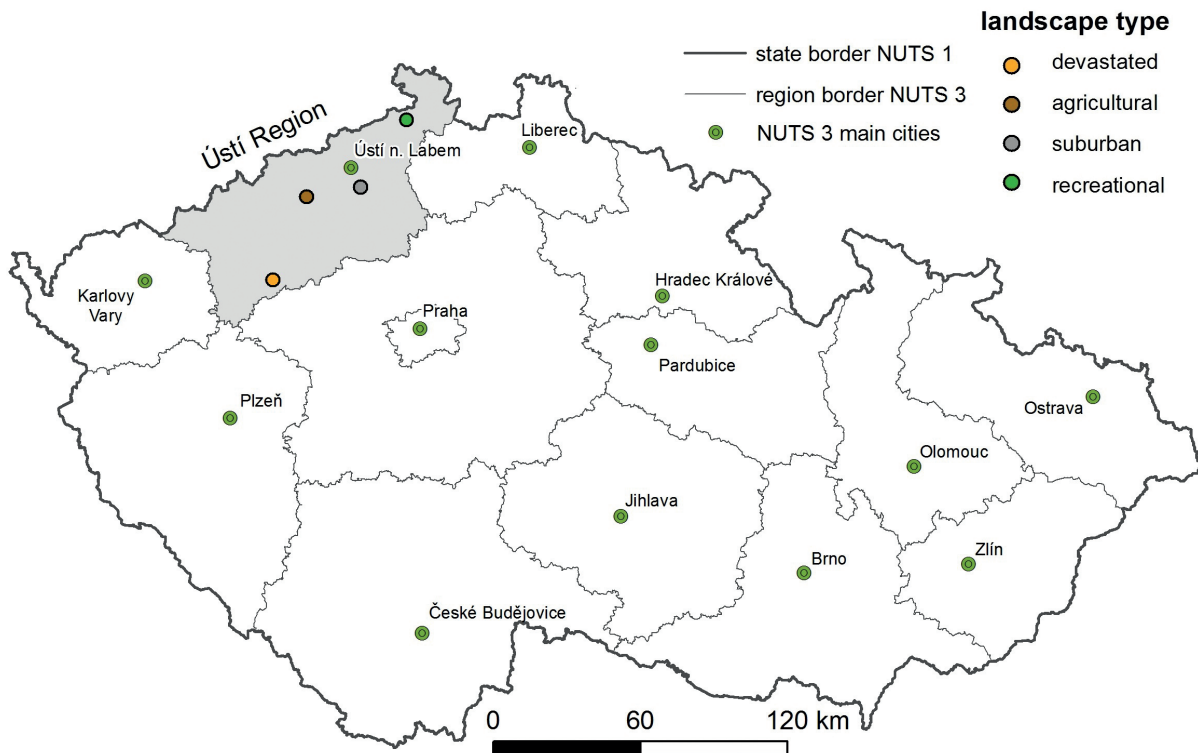 landscape type
state border NUTS 1
devastated
region border NUTS 3
agricultural
NUTS 3 main cities
suburban
recreational
Ústí Region
Liberec
Ústí n. Labem
Karlovy
Vary
Praha
Hradec Králové
Pardubice
Plzeň
Ostrava
Olomouc
Jihlava
Brno
Zlín
České Budějovice
0 60 120 km